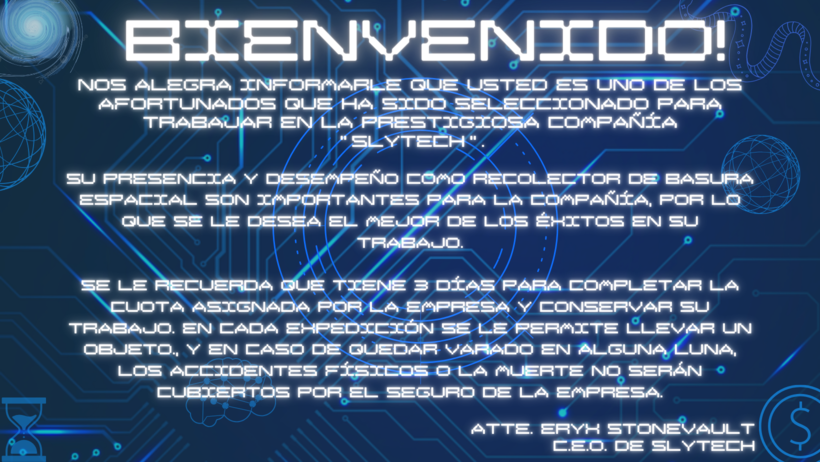 BIENVENIDO!
NOS ALEGRA INFORMARLE QUE USTED ES UNO DE LOS
AFORTUNADOS QUE HA SIDO SELECCIONADO PARA
TRABAJAR EN LA PRESTIGIOSA COMPAÑÍA
"SLYTECH".
SU PRESENCIA Y DESEMPEÑO COMO RECOLECTOR DE BASURA
ESPACIAL SON IMPORTANTES PARA LA COMPAÑÍA, POR LO
QUE SE LE DESEA EL MEJOR DE LOS ÉXITOS EN SU
TRABAJO.
SE LE RECUERDA QUE TIENE 3 DÍAS PARA COMPLETAR LA
CUOTA ASIGNADA POR LA EMPRESA Y CONSERVAR SU
TRABAJO. EN CADA EXPEDICIÓN SE LE PERMITE LLEVAR UN
OBJETO., Y EN CASO DE QUEDAR VARADO EN ALGUNA LUNA,
LOS ACCIDENTES FÍSICOS O LA MUERTE NO SERÁN
CUBIERTOS POR EL SEGURO DE LA EMPRESA.
ATTE. ERYX STONEVAULT
C.E.O. DE SLYTECH
$